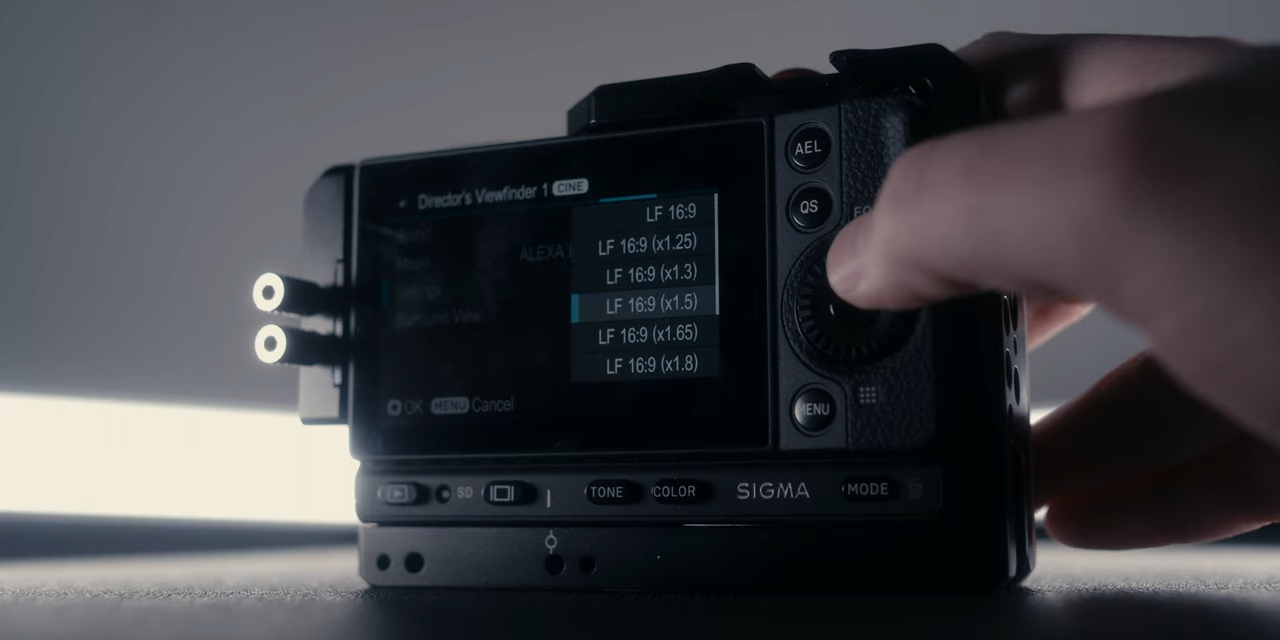 Director's Viewfinder 1 CINE
LF 16:9
LF 16:9 (x1.25)
ALEXA
LF 16:9 (x1.3)
LF 16:9 (x1.5)
Surround View
LF 16:9 (x1.65)
LF 16:9 (x1.8)
OK MENU Cancel
AEL
QS
MENU
SD
TONE
COLOR
SIGMA
MODE